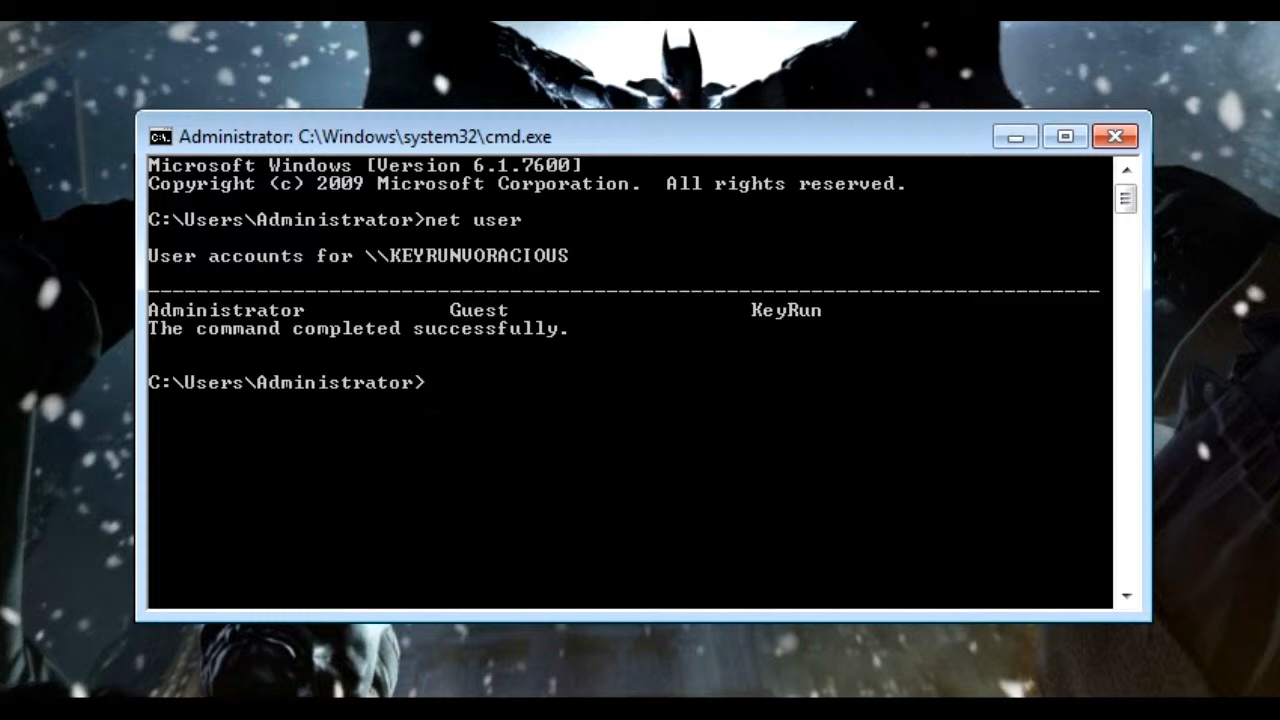 Administrator: C:\Windows\system32\cmd.exe
Microsoft Windows [Version 6.1.7600]
Copyright (c) 2009 Microsoft Corporation.  All rights reserved.
C:\Users\Administrator>net user
User accounts for \\KEYRUNVORACIOUS
-------------------------------------------------------------------------------
Administrator            Guest                    KeyRun
The command completed successfully.
C:\Users\Administrator>